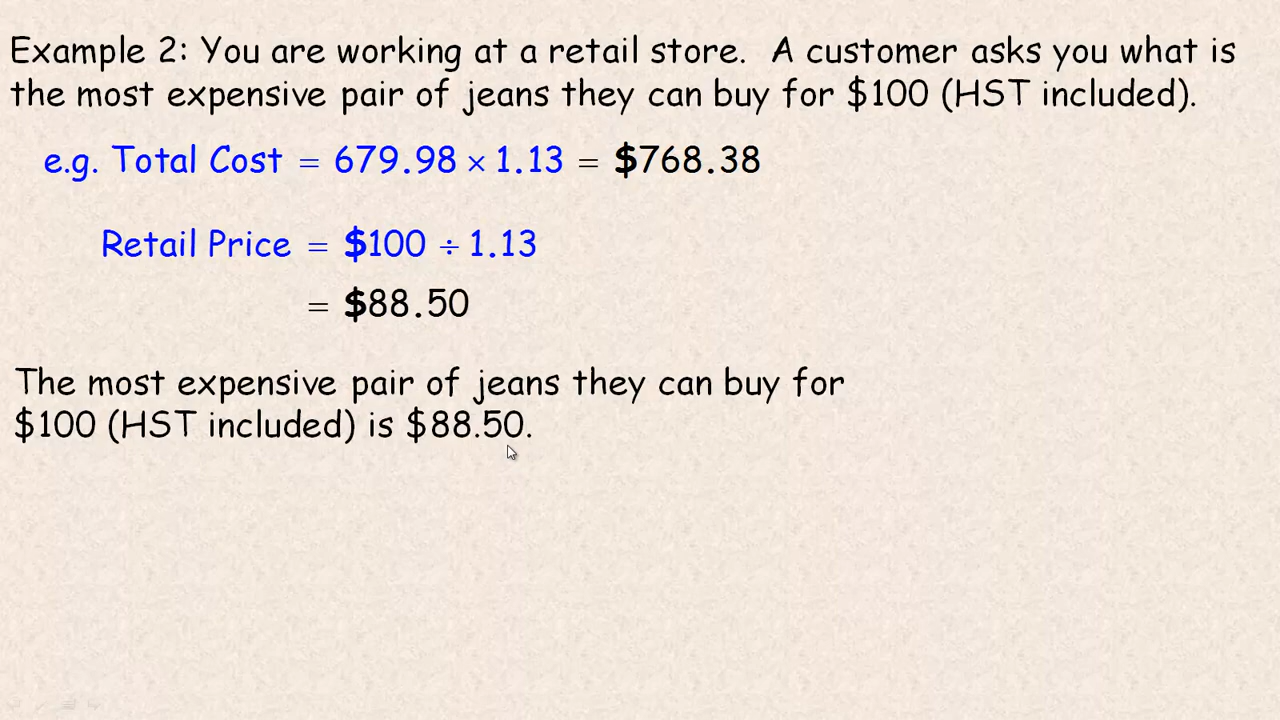 Example 2: You are working at a retail store. A customer asks you what is
the most expensive pair of jeans they can buy for $100 (HST included).
e.g. Total Cost = 679.98 × 1.13 = $768.38
Retail Price = $100 ÷ 1.13
= $88.50
The most expensive pair of jeans they can buy for
$100 (HST included) is $88.50.